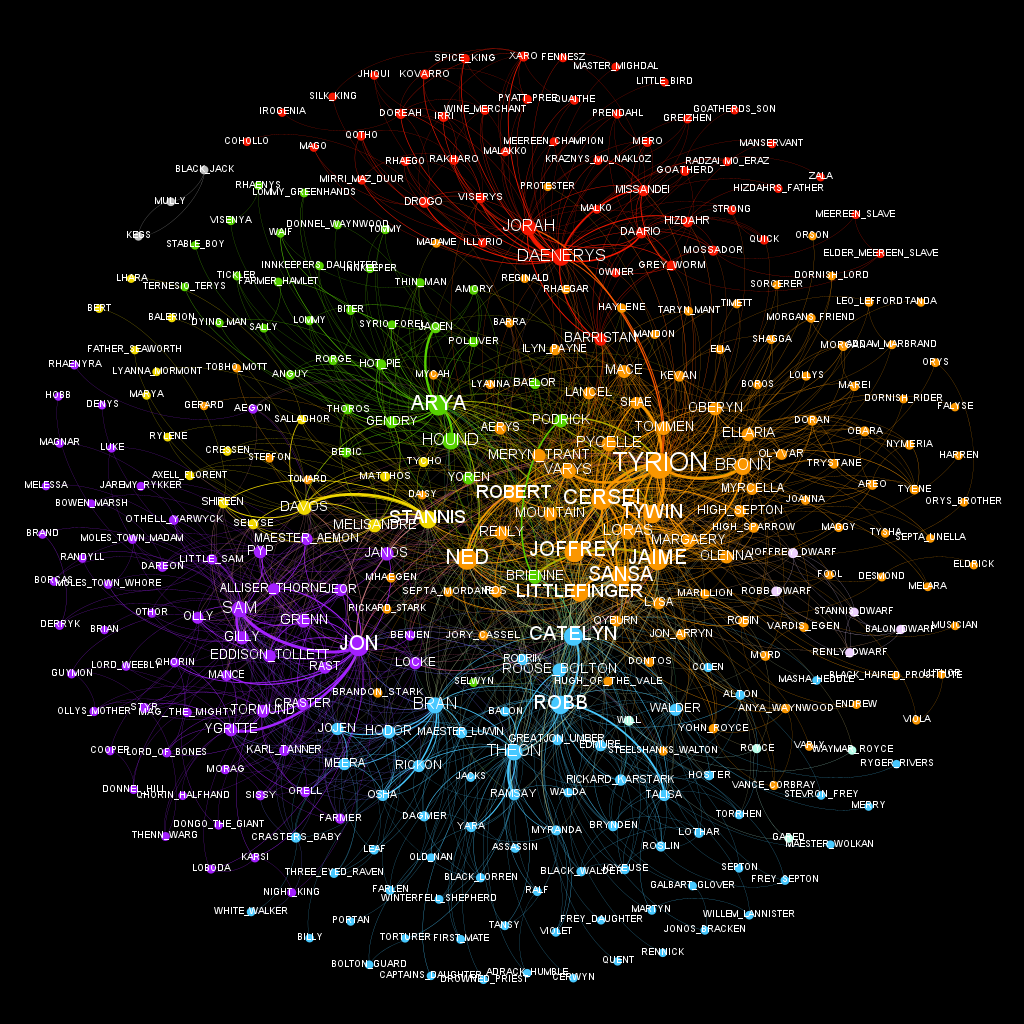 XARO
FENNESZ
SPICE_KING
MASTER_MIGHDAL
JHIQUI
KOVARRO
LITTLE_BIRD
SILK_KING
PYATT_PREE
QUAITHE
IROGENIA
DOREAH
IRRI
WINE_MERCHANT
PRENDAHL
GREIZHEN
GOATHERDS_SON
COHOLLO
QOTHO
MAGO
MALAKKO
MEEREEN_CHAMPION
MERO
MANSERVANT
BLACK_JACK
RHAEGO
RAKHARO
KRAZNYS_MO_NAKLOZ
GOATHERD
RADZAL_MO_ERAZ
ZALA
RHAENYS
MIRRI_MAZ_DUUR
PROTESTER
MISSANDEI
HIZDAHRS_FATHER
LOMMY_GREENHANDS
MULLY
DROGO
VISERYS
MALKO
STRONG
MEEREEN_SLAVE
VISENYA
DONNEL_WAYNWOOD
TOMMY
JORAH
DAARIO
HIZDAHR
KEGS
WAIF
STABLE_BOY
MADAME
ILLYRIO
DAENERYS
MOSSADOR
QUICK
ORSON
ELDER_MEEREEN_SLAVE
INNKEEPERS_DAUGHTER
INNKEEPER
GREY_WORM
LHARA
TICKLER
FARMER_HAMLET
THIN_MAN
REGINALD
OWNER
DORNISH_LORD
TERNESIO_TERYS
AMORY
RHAEGAR
SORCERER
BERT
BITER
HAYLENE
TARYN_MANT
TIMETT
LEO_LEFFORD
TANDA
BALERION
DYING_MAN
SALLY
LOMMY
SYRIO_FOREL
JAQEN
BARRA
MORGANS_FRIEND
FATHER_SEAWORTH
POLLIVER
BARRISTAN
MANDON
SHAGGA
MORGAN
ADAM_MARBRAND
RHAENYRA
LYANNA_MORMONT
TOBHO_MOTT
RORGE
HOT_PIE
ILYN_PAYNE
ELIA
ORYS
ANGUY
MYCAH
LYANNA
BAELOR
MACE
KEVAN
BOROS
LOLLYS
MAREI
HOBB
MARYA
LANCEL
DORNISH_RIDER
DENYS
GERARD
AEGON
THOROS
ARYA
SHAE
OBERYN
FALYSE
SALLADHOR
GENDRY
PODRICK
TOMMEN
DORAN
OBARA
MAGNAR
LUKE
RYLENE
AERYS
ELLARIA
NYMERIA
CRESSEN
BERIC
HOUND
PYCELLE
STEFFON
MERYN_TRANT
OLYVAR
HARREN
TYCHO
VARYS
TYRION
BRONN
TRYSTANE
AXELL_FLORENT
TOMARD
MATTHOS
YOREN
MELESSA
JAREMY_RYKKER
DAISY
ROBERT
CERSEI
MYRCELLA
AREO
TYENE
BOWEN_MARSH
SHIREEN
DAVOS
JOANNA
ORYS_BROTHER
OTHELL_YARWYCK
SELYSE
MELISANDRE
STANNIS
MOUNTAIN
TYWIN
HIGH_SEPTON
BRAND
MOLES_TOWN_MADAM
MAESTER_AEMON
RENLY
LORAS
HIGH_SPARROW
MAGGY
TYSHA
SEPTA_UNELLA
RANDYLL
DAREON
LITTLE_SAM
PYP
JANOS
NED
JOFFREY
MARGAERY
JAIME
OLENNA
JOFFREY_DWARF
ELDRICK
BORCAS
MOLES_TOWN_WHORE
ALLISER_THORNE
JEOR
MHAEGEN
BRIENNE
SANSA
FOOL
DESMOND
MELARA
SEPTA_MORDANE
ROS
LITTLEFINGER
MARILLION
ROBB_DWARF
OTHOR
OLLY
SAM
RICKARD_STARK
LYSA
STANNIS_DWARF
DERRYK
BRIAN
GRENN
QYBURN
ROBIN
VARDIS_EGEN
BALON_DWARF
MUSICIAN
GILLY
JON
BENJEN
JORY_CASSEL
CATELYN
JON_ARRYN
RENLY_DWARF
EDDISON_TOLLETT
LORD_WEEBLY
QHORIN
RAST
LOCKE
RODRIK
DONTOS
MORD
GUYMON
MANCE
ROOSE_BOLTON
COLEN
BLACK_HAIRED_PROSTITUTE
LUTHOR
SELWYN
HUGH_OF_THE_VALE
MASHA_HEDDLE
BRANDON_STARK
ALTON
OLLYS_MOTHER
STYR
MAG_THE_MIGHTY
TORMUND
CRASTER
BRAN
BALON
ROBB
WALDER
ANYA_WAYNWOOD
ENDREW
WILL
VIOLA
YGRITTE
JOJEN
HODOR
MAESTER_LUWIN
GREATJON_UMBER
EDMURE
YOHN_ROYCE
COOPER
LORD_OF_BONES
KARL_TANNER
THEON
STEELSHANKS_WALTON
ROYCE
VARLY
WAYMAR_ROYCE
MORAG
MEERA
RICKON
JACKS
RICKARD_KARSTARK
HOSTER
RYGER_RIVERS
DONNEL_HILL
QHORIN_HALFHAND
SISSY
ORELL
OSHA
RAMSAY
WALDA
TALISA
VANCE_CORBRAY
STEVRON_FREY
MERRY
DONGO_THE_GIANT
FARMER
DAGMER
YARA
MYRANDA
BRYNDEN
TORRHEN
THENN_WARG
CRASTERS_BABY
LOTHAR
GARED
MAESTER_WOLKAN
KARSI
LEAF
OLD_NAN
ASSASSIN
ROSLIN
LOBODA
THREE_EYED_RAVEN
BLACK_LORREN
BLACK_WALDER
JOYEUSE
SEPTON
FREY_SEPTON
NIGHT_KING
FARLEN
WINTERFELL_SHEPHERD
RALF
GALBART_GLOVER
WHITE_WALKER
PORTAN
TANSY
FREY_DAUGHTER
MARTYN
WILLEM_LANNISTER
BILLY
TORTURER
FIRST_MATE
VIOLET
JONOS_BRACKEN
BOLTON_GUARD
QUENT
RENNICK
CAPTAINS_DAUGHTER
DROWNED_PRIEST
ADRACK_HUMBLE
CERWYN